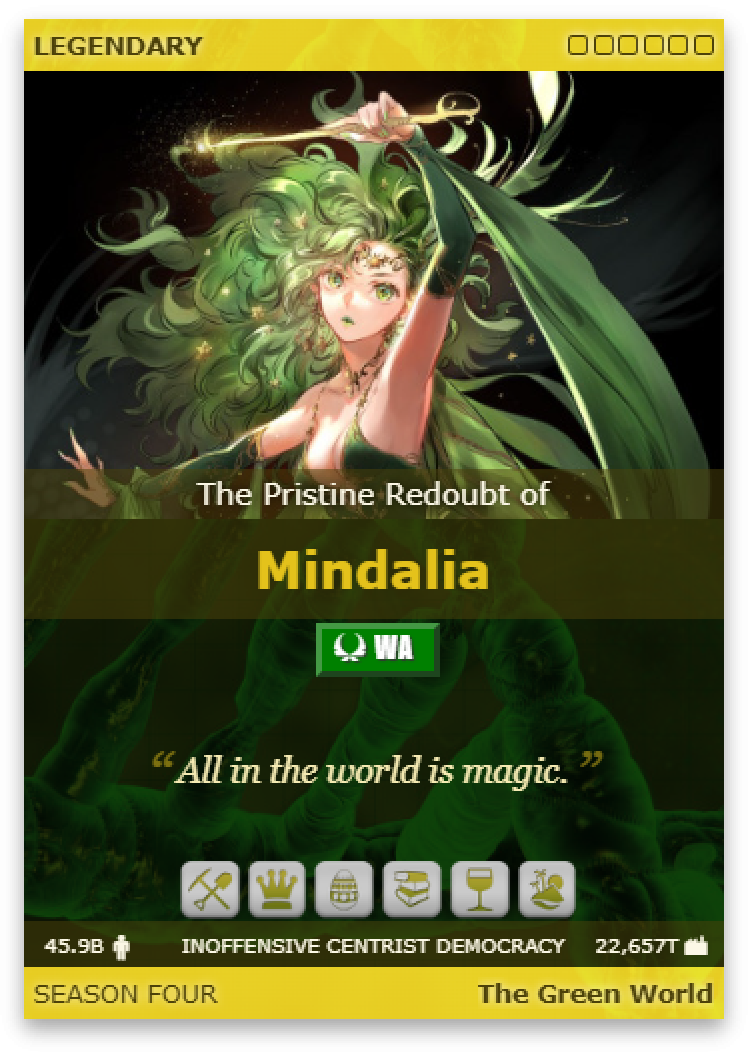 LEGENDARY
The Pristine Redoubt of
Mindalia
WA
“All in the world is magic.”
45.9B INOFFENSIVE CENTRIST DEMOCRACY 22,657T
SEASON FOUR The Green World